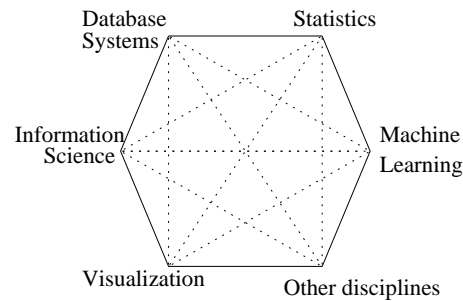 Database
Systems
Statistics
Information
Science
Machine
Learning
Visualization
Other disciplines